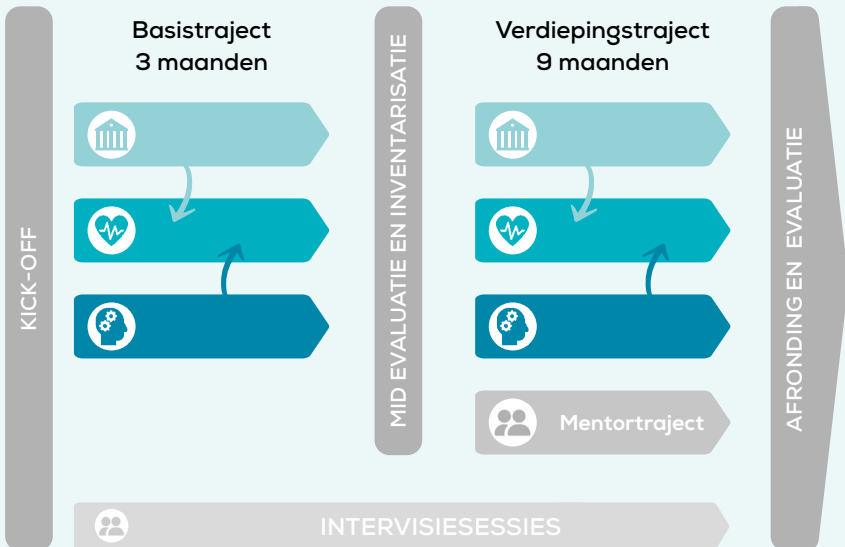 KICK-OFF
Basistraject
3 maanden
MID EVALUATIE EN INVENTARISATIE
Verdiepingstraject
9 maanden
Mentortraject
AFRONDING EN EVALUATIE
INTERVISIESESSIES